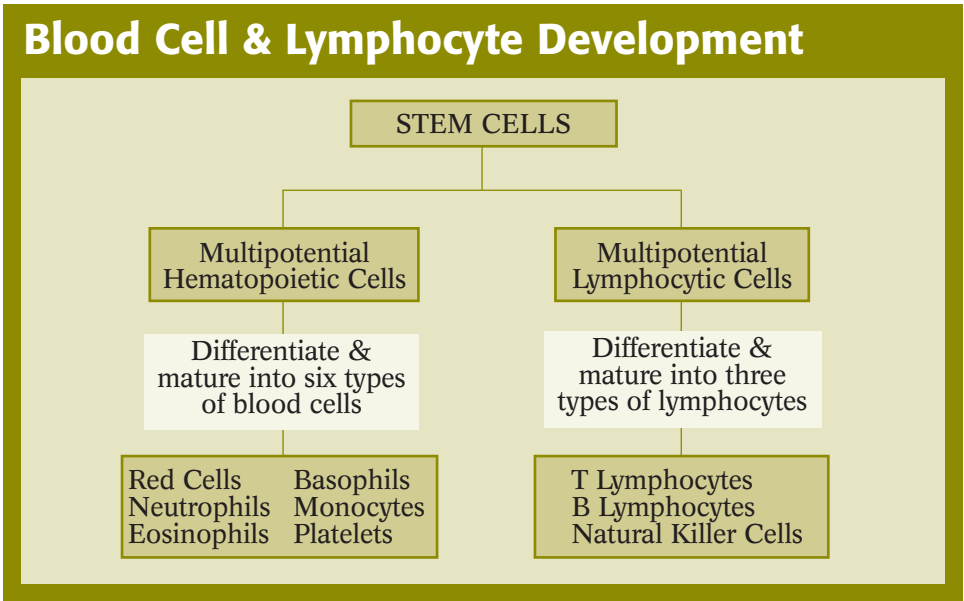 Blood Cell & Lymphocyte Development
STEM CELLS
Multipotential
Hematopoietic Cells
Multipotential
Lymphocytic Cells
Differentiate &
mature into six types
of blood cells
Differentiate &
mature into three
types of lymphocytes
Red Cells
Neutrophils
Eosinophils
Basophils
Monocytes
Platelets
T Lymphocytes
B Lymphocytes
Natural Killer Cells